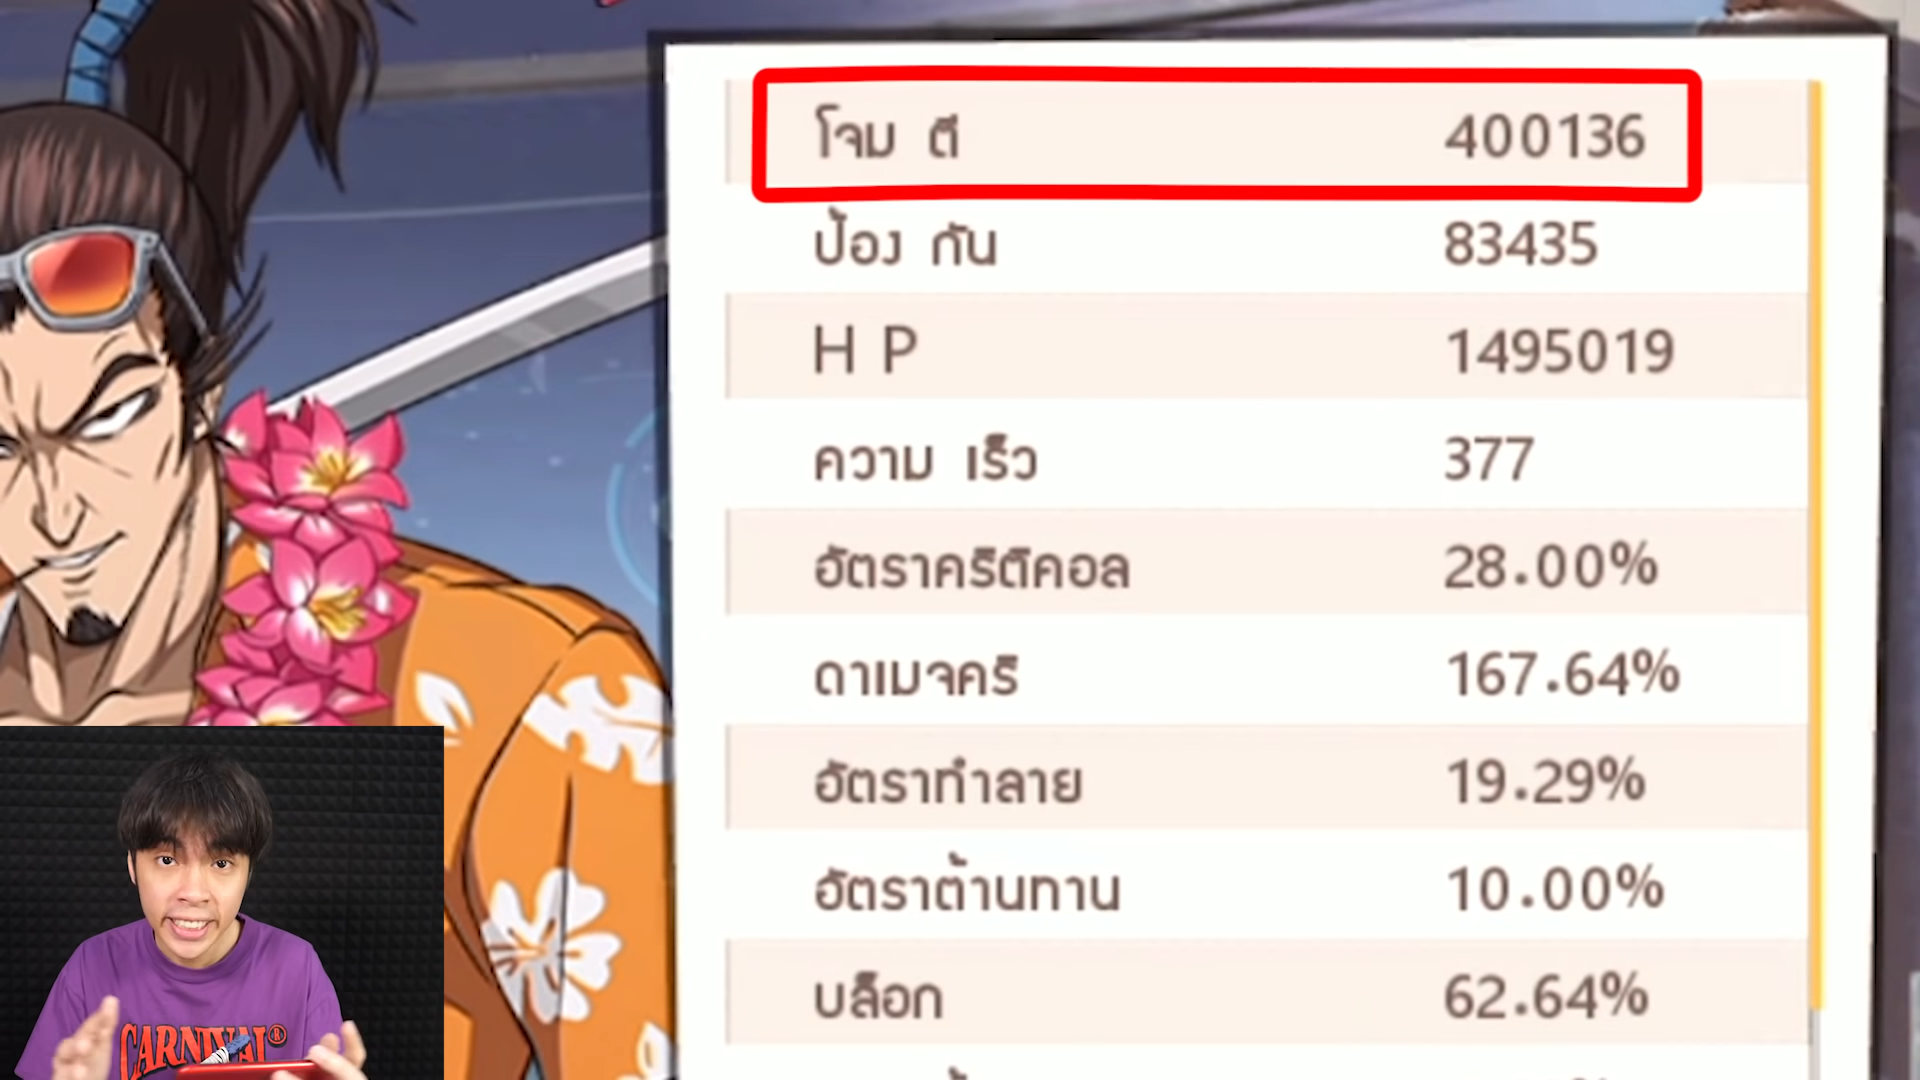 โจม ตี 400136
ป้อง กัน 83435
H P 1495019
ความ เร็ว 377
อัตราคริติคอล 28.00%
ดาเมจคริ 167.64%
อัตราทำลาย 19.29%
อัตราต้านทาน 10.00%
บล็อก 62.64%
CARNIVAL®